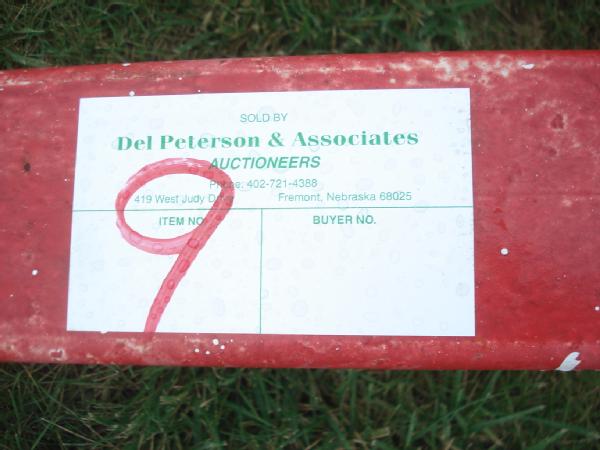 SOLD BY
Del Peterson & Associates
AUCTIONEERS
Phone: 402-721-4388
419 West Judy Drive Fremont, Nebraska 68025
ITEM NO. BUYER NO.
9